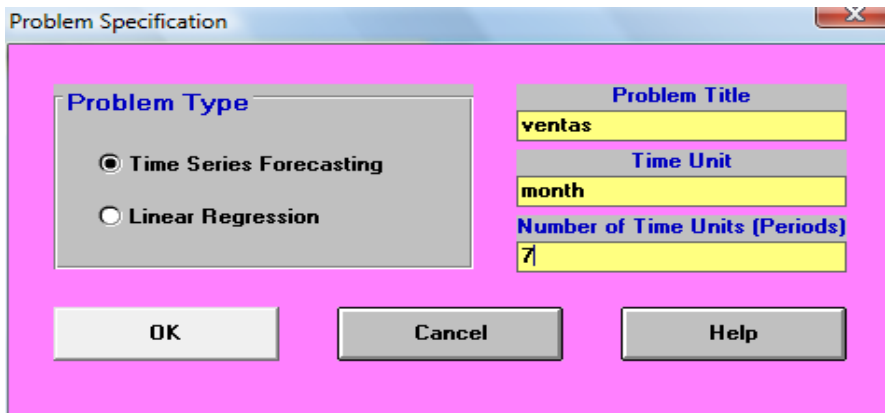 Problem Specification
Problem Type
Time Series Forecasting
Linear Regression
Problem Title
ventas
Time Unit
month
Number of Time Units (Periods)
7
OK
Cancel
Help